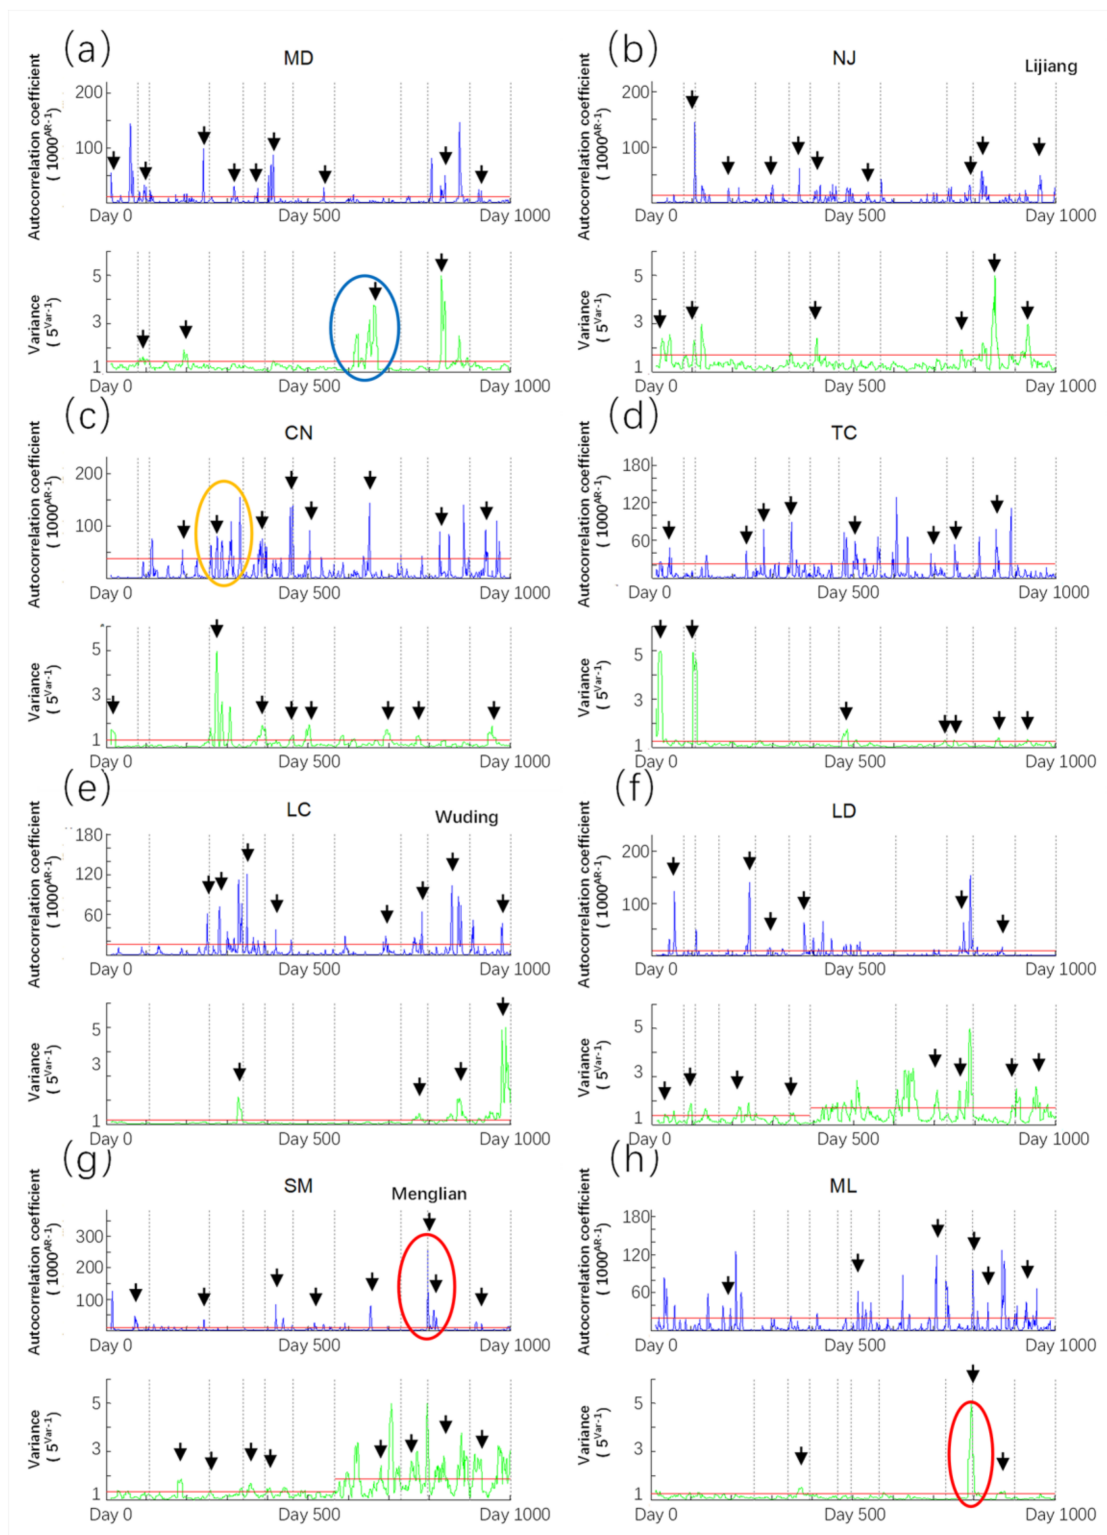 (a)
MD
Autocorrelation coefficient
( 1000^AR-1)
200
100
Day 0
Day 500
Day 1000
Variance
( 5^Var-1)
5
3
1
Day 0
Day 500
Day 1000
(b)
NJ
Lijiang
Autocorrelation coefficient
( 1000^AR-1)
200
100
Day 0
Day 500
Day 1000
Variance
( 5^Var-1)
5
3
1
Day 0
Day 500
Day 1000
(c)
CN
Autocorrelation coefficient
( 1000^AR-1)
200
100
Day 0
Day 500
Day 1000
Variance
( 5^Var-1)
5
3
1
Day 0
Day 500
Day 1000
(d)
TC
Autocorrelation coefficient
( 1000^AR-1)
180
120
60
Day 0
Day 500
Day 1000
Variance
( 5^Var-1)
5
3
1
Day 0
Day 500
Day 1000
(e)
LC
Wuding
Autocorrelation coefficient
( 1000^AR-1)
180
120
60
Day 0
Day 500
Day 1000
Variance
( 5^Var-1)
5
3
1
Day 0
Day 500
Day 1000
(f)
LD
Autocorrelation coefficient
( 1000^AR-1)
200
100
Day 0
Day 500
Day 1000
Variance
( 5^Var-1)
5
3
1
Day 0
Day 500
Day 1000
(g)
SM
Menglian
Autocorrelation coefficient
( 1000^AR-1)
300
200
100
Day 0
Day 500
Day 1000
Variance
( 5^Var-1)
5
3
1
Day 0
Day 500
Day 1000
(h)
ML
Autocorrelation coefficient
( 1000^AR-1)
180
120
60
Day 0
Day 500
Day 1000
Variance
( 5^Var-1)
5
3
1
Day 0
Day 500
Day 1000